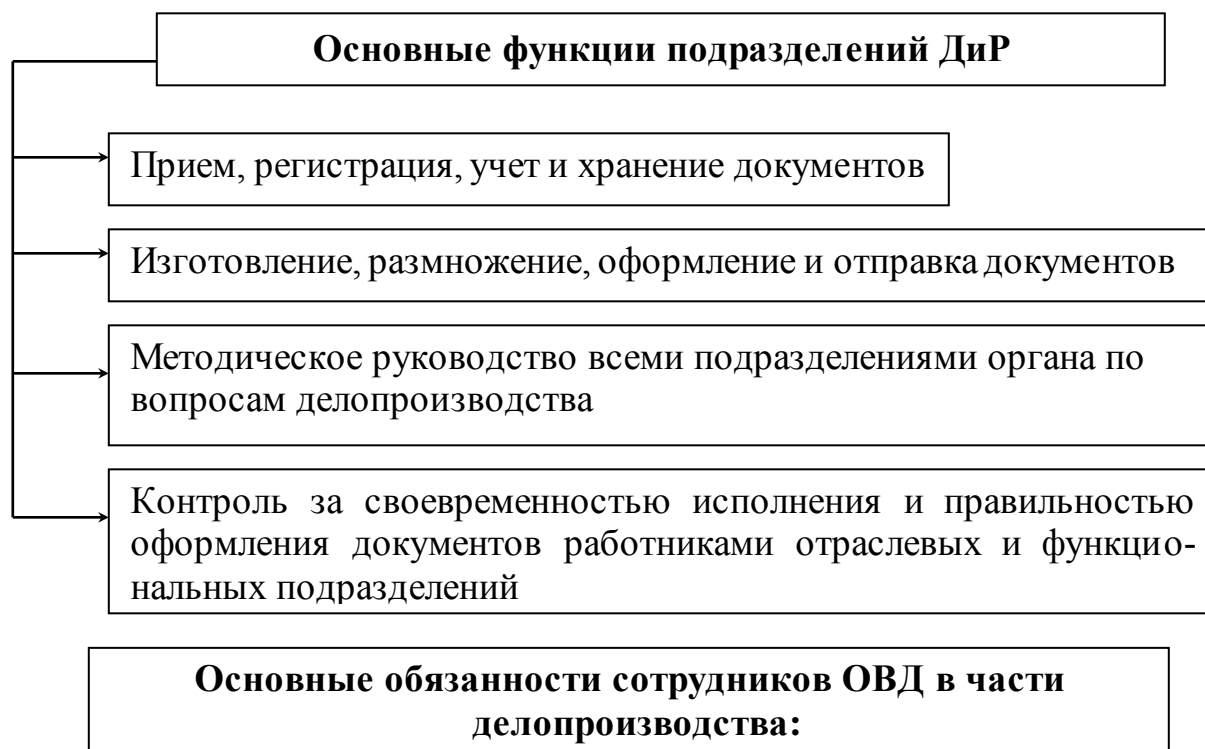 Основные функции подразделений ДиР
Прием, регистрация, учет и хранение документов
Изготовление, размножение, оформление и отправка документов
Методическое руководство всеми подразделениями органа по
вопросам делопроизводства
Контроль за своевременностью исполнения и правильностью
оформления документов работниками отраслевых и функцио-
нальных подразделений
Основные обязанности сотрудников ОВД в части
делопроизводства: